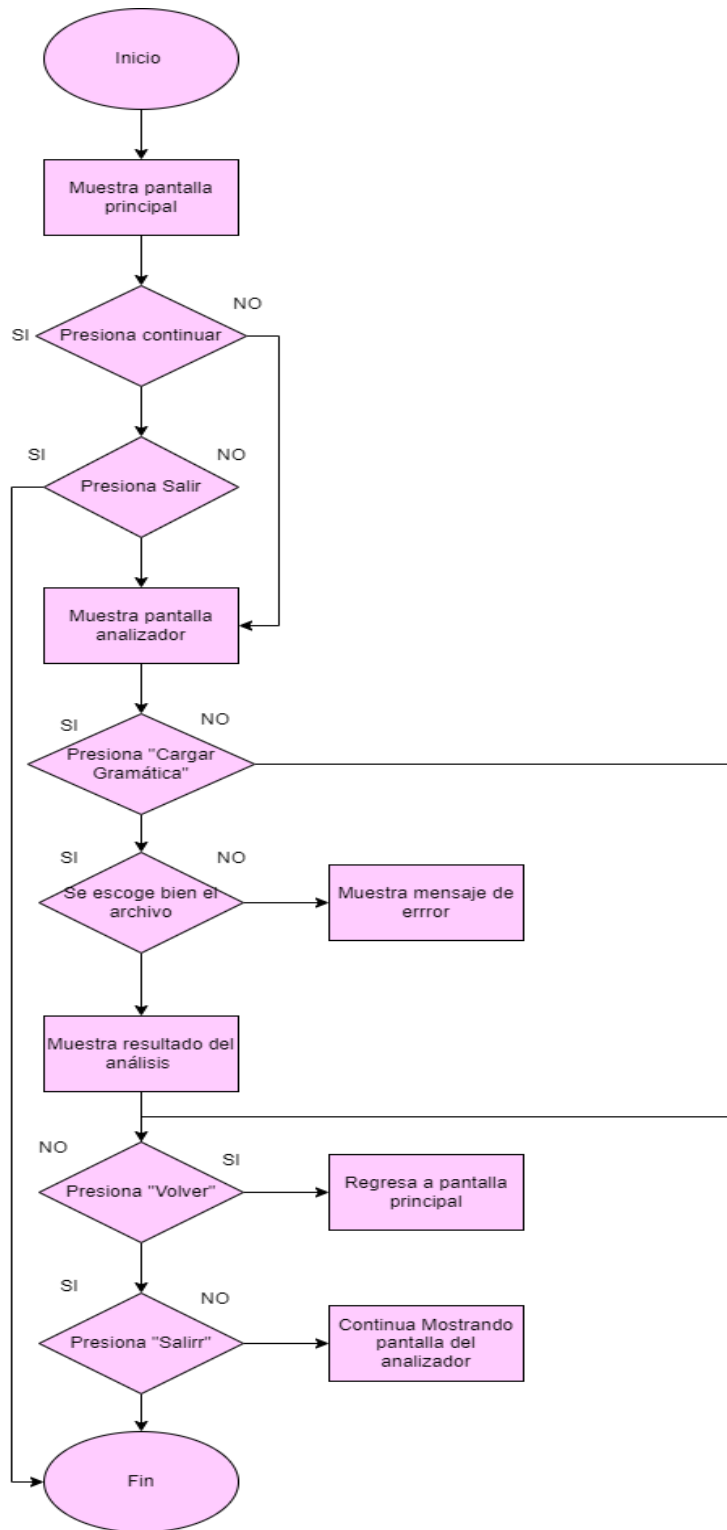 Inicio
Muestra pantalla
principal
NO
SI
Presiona continuar
SI
NO
Presiona Salir
Muestra pantalla
analizador
SI
NO
Presiona "Cargar
Gramática"
SI
NO
Se escoge bien el
archivo
Muestra mensaje de
errror
Muestra resultado del
análisis
NO
SI
Presiona "Volver"
Regresa a pantalla
principal
SI
NO
Presiona "Salirr"
Continua Mostrando
pantalla del
analizador
Fin